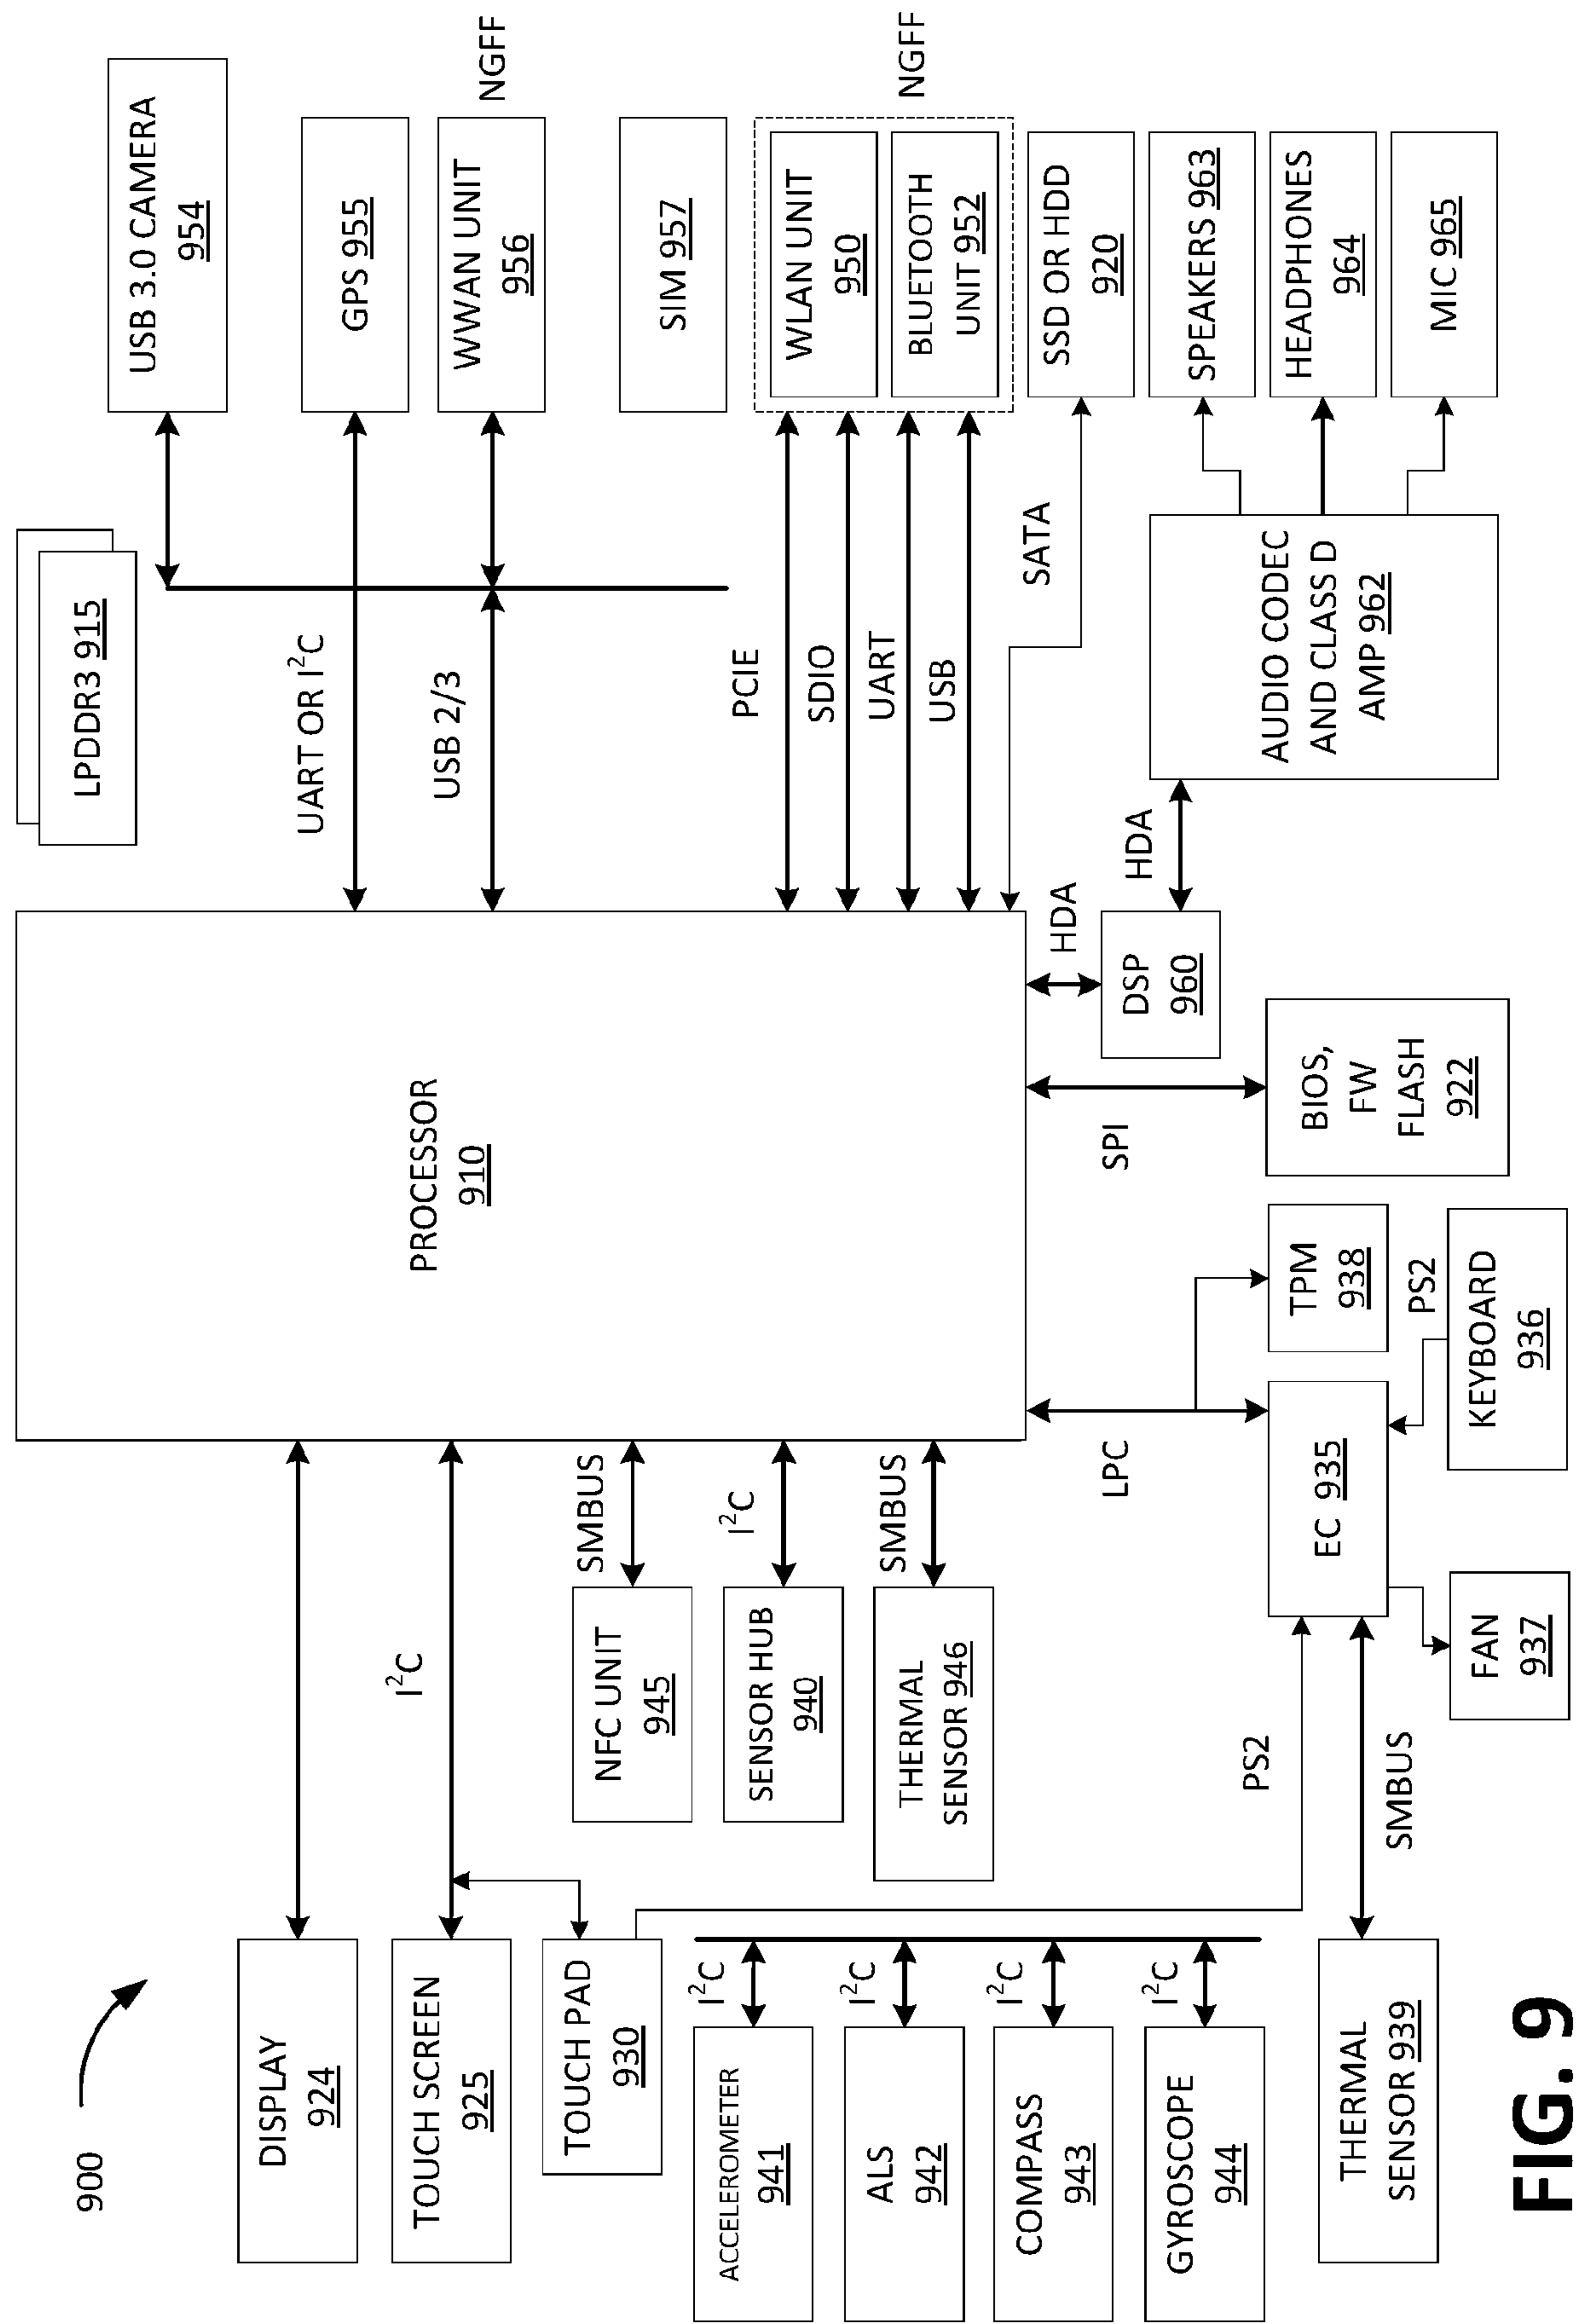 900
LPDDR3 915
DISPLAY
924
TOUCH SCREEN
925
I²C
TOUCH PAD
930
PROCESSOR
910
UART OR I²C
USB 2/3
USB 3.0 CAMERA
954
GPS 955
WWAN UNIT
956
NGFF
SIM 957
NFC UNIT
945
SMBUS
SENSOR HUB
940
I²C
THERMAL
SENSOR 946
SMBUS
PCIE
SDIO
UART
USB
WLAN UNIT
950
BLUETOOTH
UNIT 952
NGFF
SATA
SSD OR HDD
920
ACCELEROMETER
941
I²C
ALS
942
I²C
COMPASS
943
I²C
GYROSCOPE
944
I²C
THERMAL
SENSOR 939
SMBUS
PS2
LPC
EC 935
FAN
937
TPM
938
PS2
KEYBOARD
936
SPI
BIOS,
FW
FLASH
922
HDA
DSP
960
HDA
AUDIO CODEC
AND CLASS D
AMP 962
SPEAKERS 963
HEADPHONES
964
MIC 965
FIG. 9